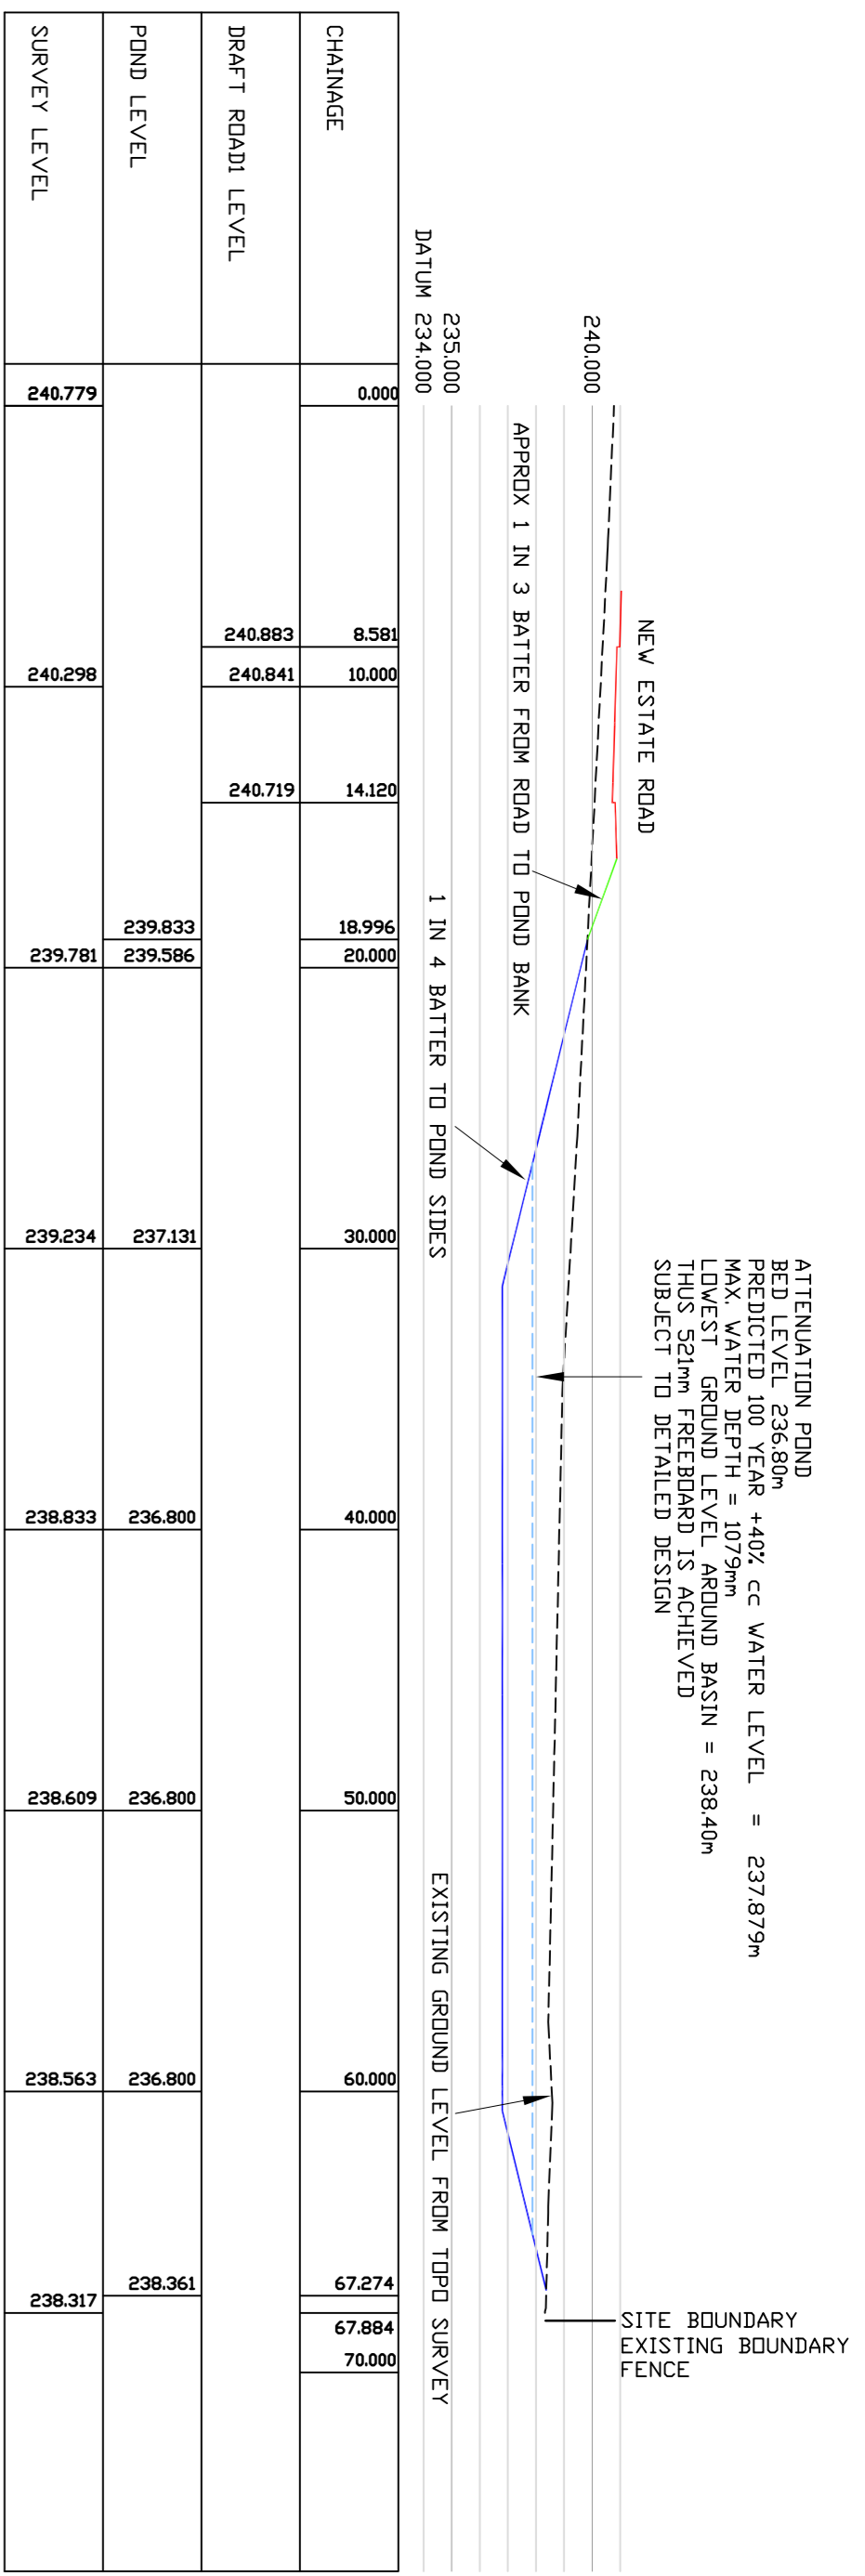 ATTENUATION POND
BED LEVEL 236.80m
PREDICTED 100 YEAR +40% CC WATER LEVEL = 237.879m
MAX. WATER DEPTH = 1079mm
LOWEST GROUND LEVEL AROUND BASIN = 238.40m
THUS 521mm FREEBOARD IS ACHIEVED
SUBJECT TO DETAILED DESIGN
NEW ESTATE ROAD
SITE BOUNDARY
EXISTING BOUNDARY
FENCE
240.000
APPROX 1 IN 3 BATTER FROM ROAD TO POND BANK
1 IN 4 BATTER TO POND SIDES
EXISTING GROUND LEVEL FROM TOPO SURVEY
235.000
DATUM 234.000
CHAINAGE 0.000 8.581 10.000 14.120 18.996 20.000 30.000 40.000 50.000 60.000 67.274 67.884 70.000
DRAFT ROAD1 LEVEL 240.883 240.841 240.719
POND LEVEL 239.833 239.586 237.131 236.800 236.800 236.800 238.361
SURVEY LEVEL 240.779 240.298 239.781 239.234 238.833 238.609 238.563 238.317